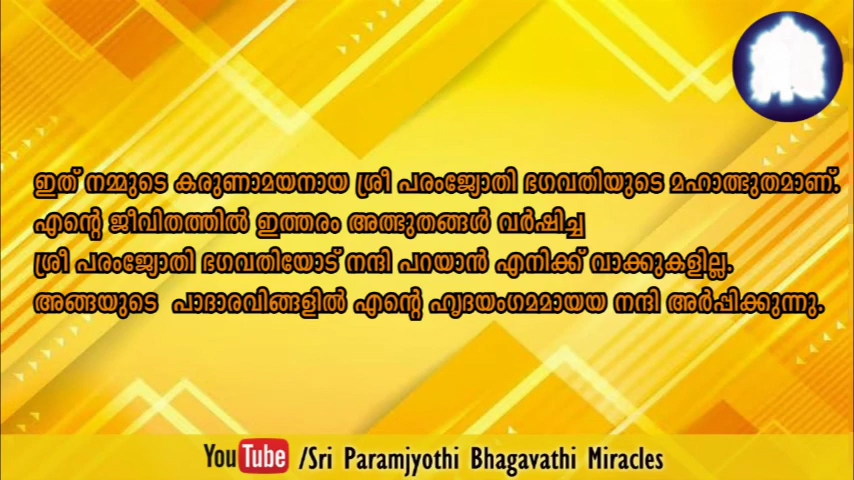 ഇത് നമ്മുടെ കരുണാമയനായ ശ്രീ പരംജ്യോതി ഭഗവതിയുടെ മഹാത്ഭുതമാണ്.
എന്റെ ജീവിതത്തിൽ ഇത്തരം അത്ഭുതങ്ങൾ വർഷിച്ച
ശ്രീ പരംജ്യോതി ഭഗവതിയോട് നന്ദി പറയാൻ എനിക്ക് വാക്കുകളില്ല.
അങ്ങയുടെ പാദാരവിങ്ങളിൽ എന്റെ ഹൃദയംഗമമായയ നന്ദി അർപ്പിക്കുന്നു.
YouTube /Sri Paramjyothi Bhagavathi Miracles